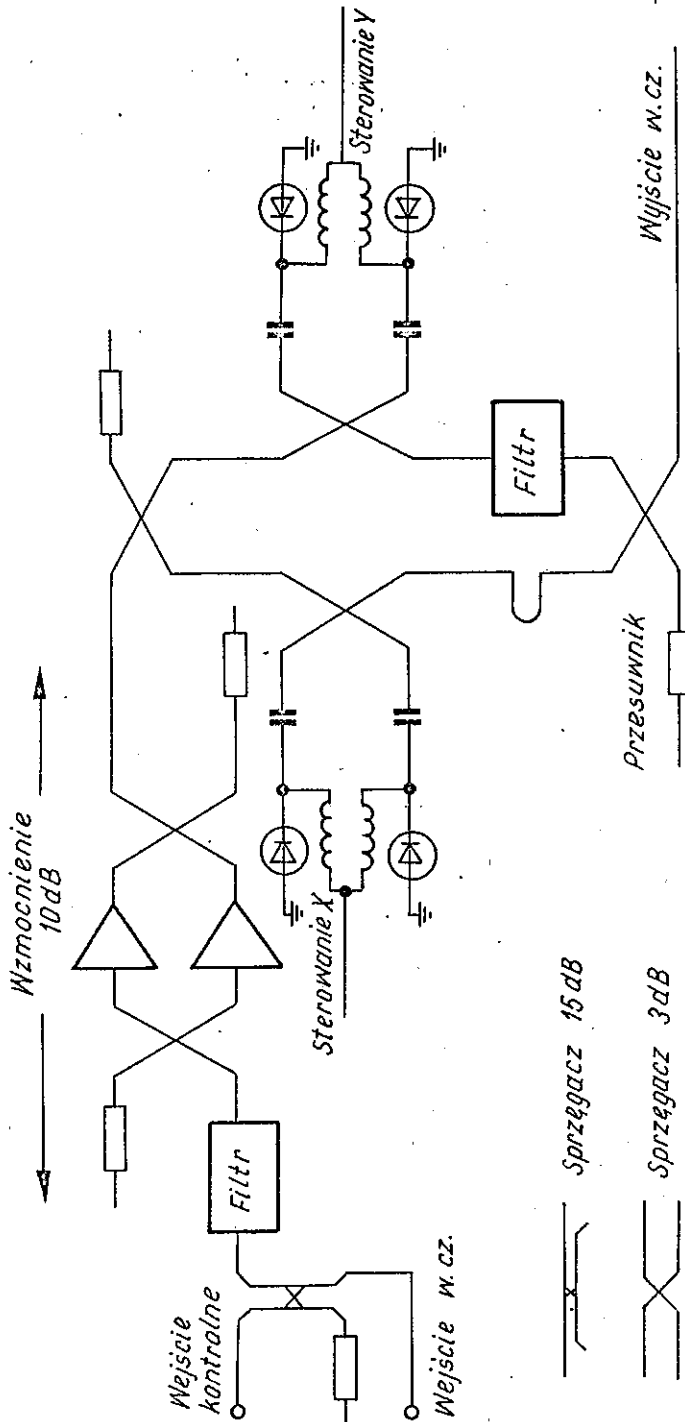 Wzmocnienie
10 dB
Wejście
kontrolne
Filtr
Wejście w.cz.
Sterowanie X
Sterowanie Y
Filtr
Przesuwnik
Wyjście w.cz.
Sprzęgacz 15 dB
Sprzęgacz 3 dB